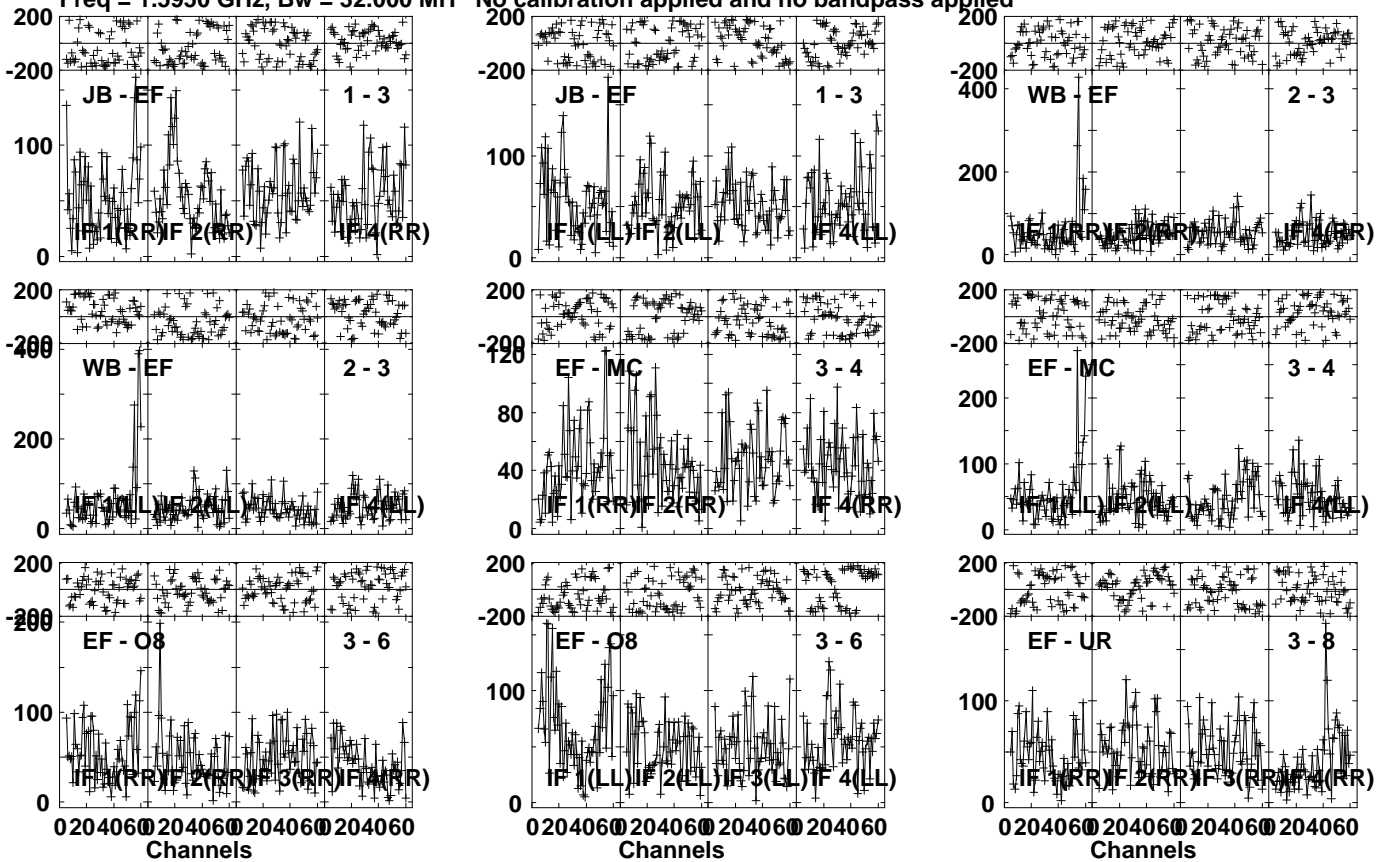 Freq = 1.5950 GHz, Bw = 32.000 MH No calibration applied and no bandpass applied
200
-200
JB - EF 1 - 3
100
0
IF 1(RR) IF 2(RR) IF 4(RR)
JB - EF 1 - 3
100
0
IF 1(LL) IF 2(LL) IF 4(LL)
200
-200
400
200
0
WB - EF 2 - 3
IF 1(RR) IF 2(RR) IF 4(RR)
200
-200
400
200
0
WB - EF 2 - 3
IF 1(LL) IF 2(LL) IF 4(LL)
200
-200
120
80
40
0
EF - MC 3 - 4
IF 1(RR) IF 2(RR) IF 4(RR)
200
-200
200
100
0
EF - MC 3 - 4
IF 1(LL) IF 2(LL) IF 4(LL)
200
-200
200
100
0
EF - O8 3 - 6
IF 1(RR) IF 2(RR) IF 3(RR) IF 4(RR)
0 20 40 60 0 20 40 60 0 20 40 60 0 20 40 60
Channels
200
-200
100
0
EF - O8 3 - 6
IF 1(LL) IF 2(LL) IF 3(LL) IF 4(LL)
0 20 40 60 0 20 40 60 0 20 40 60 0 20 40 60
Channels
200
-200
100
0
EF - UR 3 - 8
IF 1(RR) IF 2(RR) IF 3(RR) IF 4(RR)
0 20 40 60 0 20 40 60 0 20 40 60 0 20 40 60
Channels